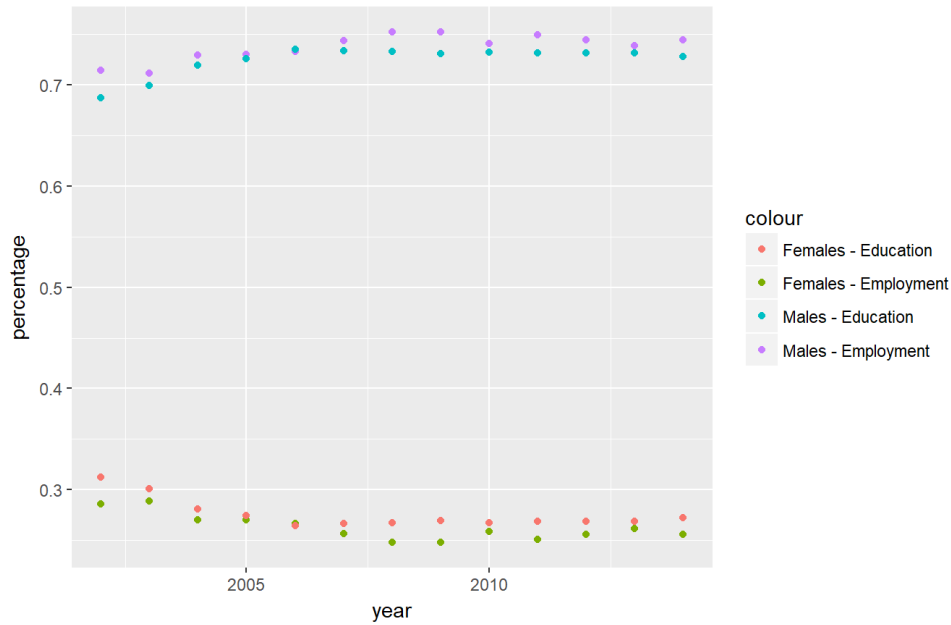 0.7
0.6
0.5
0.4
0.3
percentage
2005
2010
year
colour
Females - Education
Females - Employment
Males - Education
Males - Employment